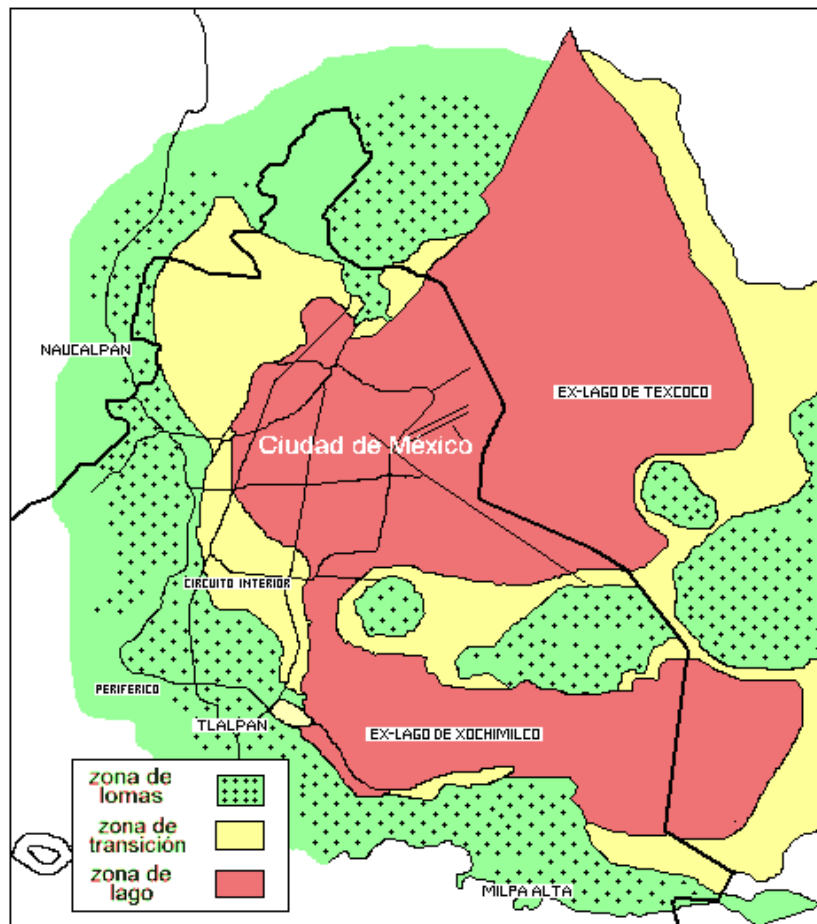 NAUCALPAN
EX-LAGO DE TEXCOCO
Ciudad de México
CIRCUITO INTERIOR
PERIFERICO
TLALPAN
EX-LAGO DE XOCHIMILCO
zona de
lomas
zona de
transición
zona de
lago
MILPA ALTA